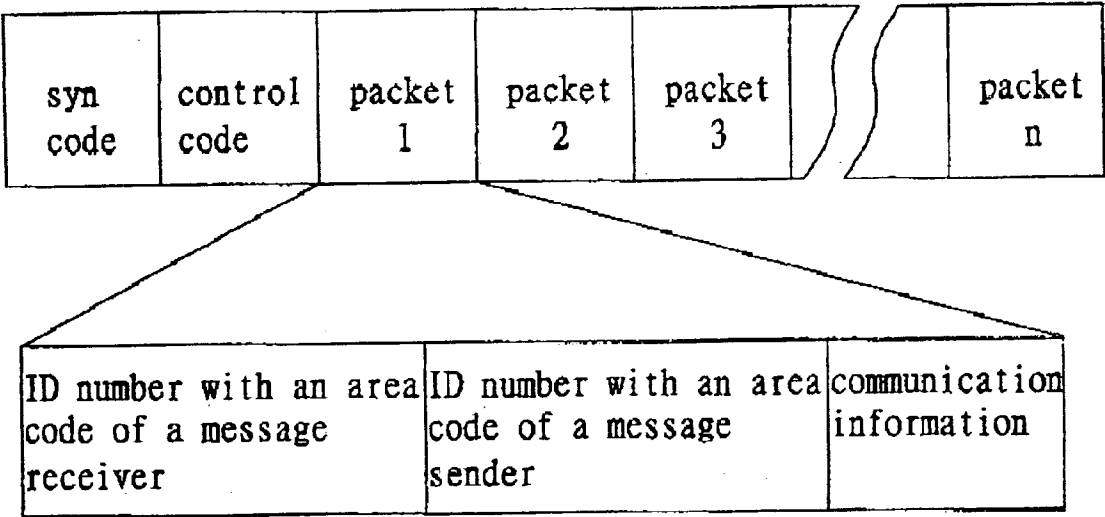 syn
code
control
code
packet
1
packet
2
packet
3
packet
n
ID number with an area
code of a message
receiver
ID number with an area
code of a message
sender
communication
information